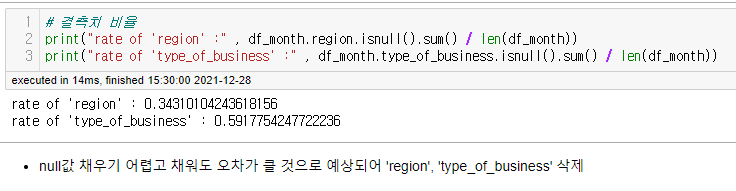 1 # 결측치 비율
2 print("rate of 'region' :" , df_month.region.isnull().sum() / len(df_month))
3 print("rate of 'type_of_business' :" , df_month.type_of_business.isnull().sum() / len(df_month))
executed in 14ms, finished 15:30:00 2021-12-28
rate of 'region' : 0.34310104243618156
rate of 'type_of_business' : 0.5917754247722236
• null값 채우기 어렵고 채워도 오차가 클 것으로 예상되어 'region', 'type_of_business' 삭제